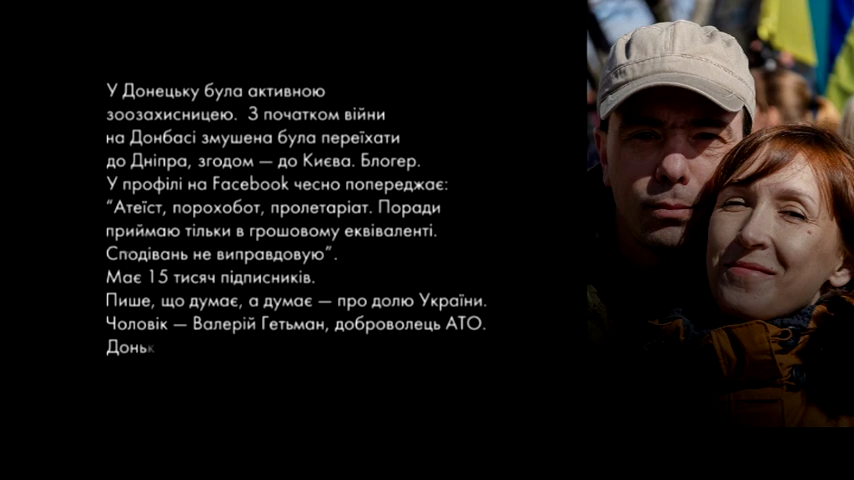 У Донецьку була активною
зоозахисницею. З початком війни
на Донбасі змушена була переїхати
до Дніпра, згодом — до Києва. Блогер.
У профілі на Facebook чесно попереджає:
“Атеїст, порохобот, пролетаріат. Поради
приймаю тільки в грошовому еквіваленті.
Сподівань не виправдовую”.
Має 15 тисяч підписників.
Пише, що думає, а думає — про долю України.
Чоловік — Валерій Гетьман, доброволець АТО.
Доньк